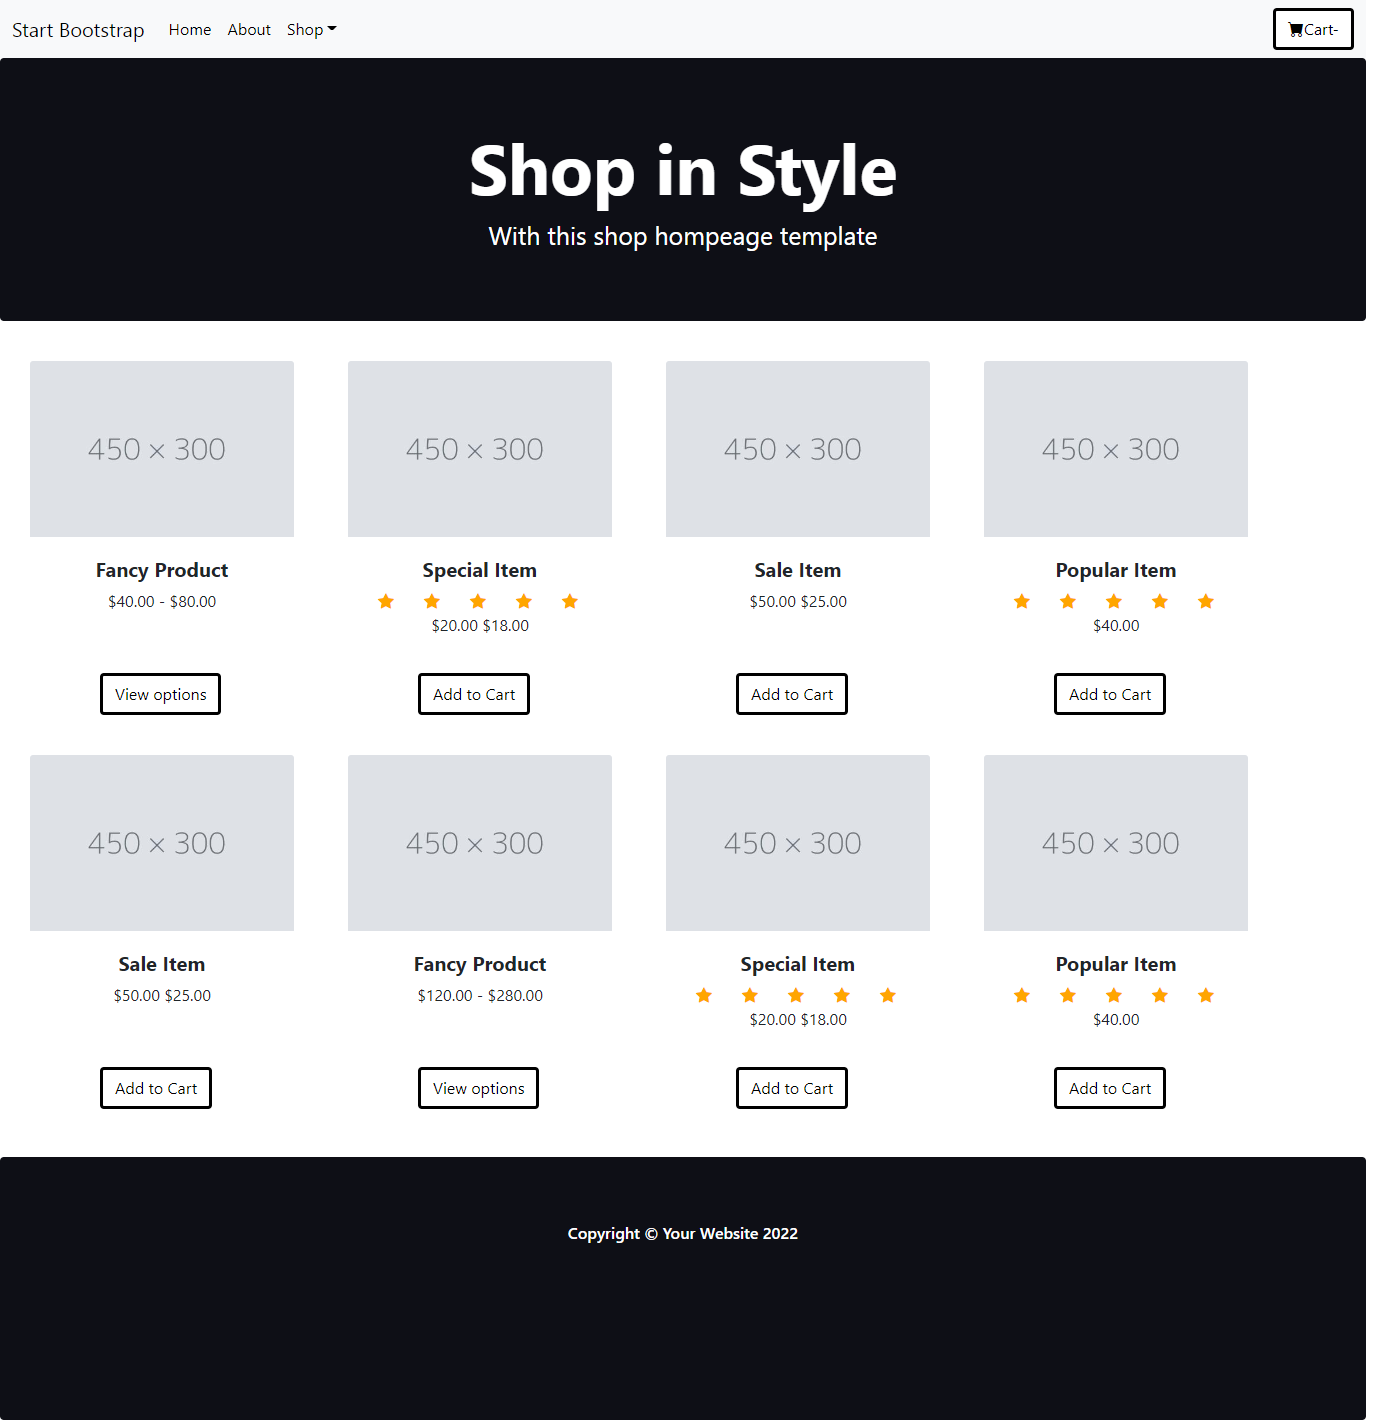 Start Bootstrap Home About Shop Cart-
Shop in Style
With this shop hompeage template
450 × 300 450 × 300 450 × 300 450 × 300
Fancy Product Special Item Sale Item Popular Item
$40.00 - $80.00 $50.00 $25.00
$20.00 $18.00 $40.00
View options Add to Cart Add to Cart Add to Cart
450 × 300 450 × 300 450 × 300 450 × 300
Sale Item Fancy Product Special Item Popular Item
$50.00 $25.00 $120.00 - $280.00
$20.00 $18.00 $40.00
Add to Cart View options Add to Cart Add to Cart
Copyright © Your Website 2022